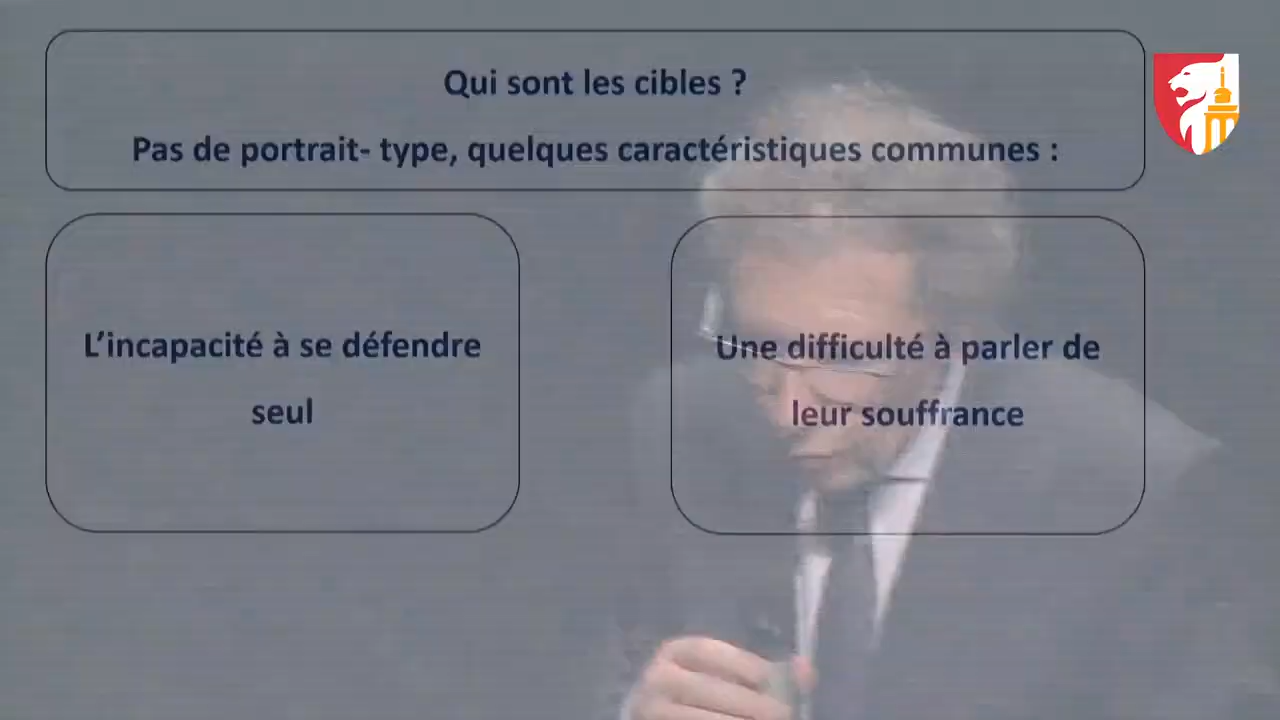 Qui sont les cibles ?
Pas de portrait- type, quelques caractéristiques communes :
L’incapacité à se défendre
seul
Une difficulté à parler de
leur souffrance